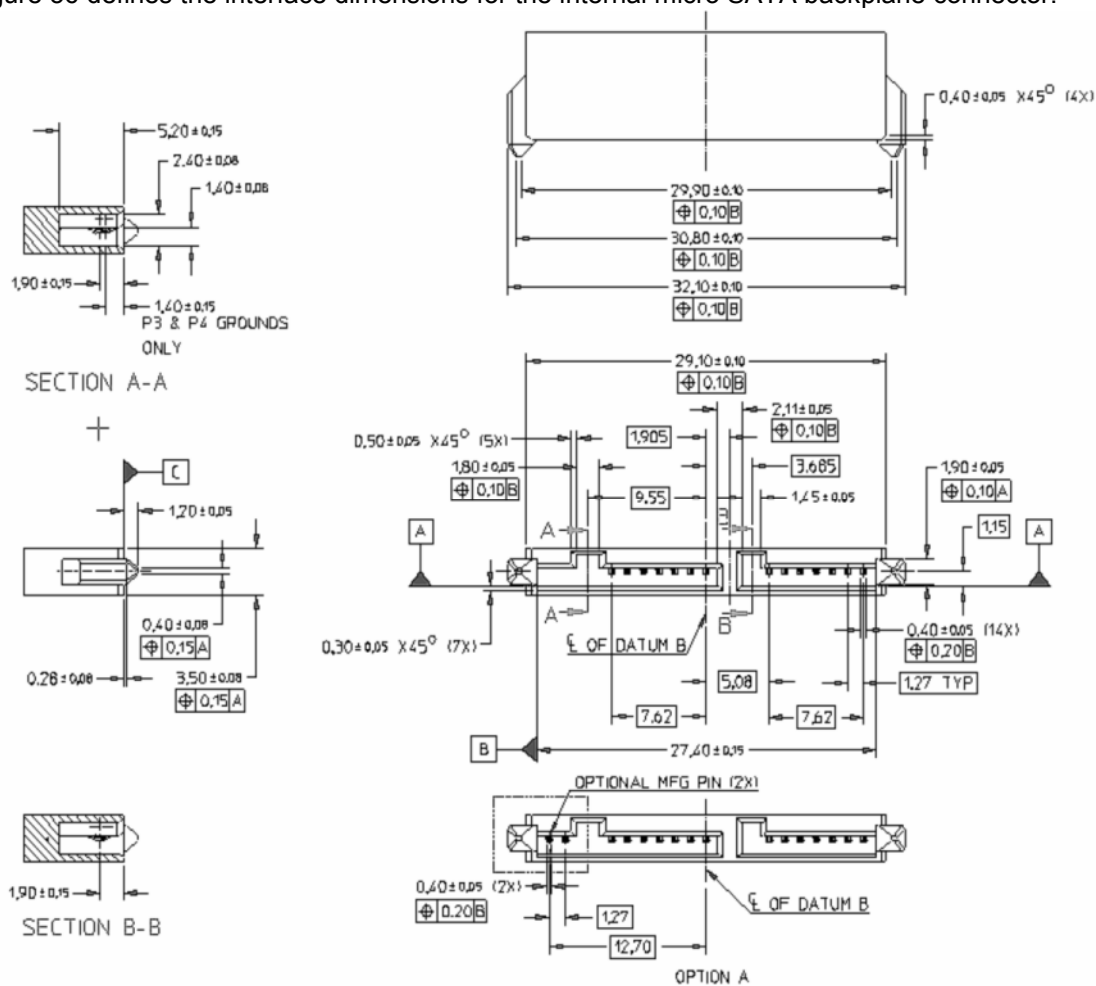 gure 50 defines the interface dimensions for the internal micro SATA backplane connector.
0,40±0,05 X45° (4X)
5,20±0,15
2,40±0,08
1,40±0,08
1,90±0,15
1,40±0,15
P3 & P4 GROUNDS
ONLY
SECTION A-A
29,90±0,10
0,10 B
30,80±0,10
0,10 B
32,10±0,10
0,10 B
29,10±0,10
0,10 B
2,11±0,05
0,10 B
0,50±0,05 X45° (5X)
1,905
3,685
1,80±0,05
0,10 B
9,55
1,45±0,05
1,90±0,05
0,10 A
1,15
C
1,20±0,05
A
A
B
A
A
B
0,40±0,08
0,15 A
0,28±0,08
3,50±0,08
0,15 A
0,30±0,05 X45° (7X)
℄ OF DATUM B
0,40±0,05 (14X)
0,20 B
5,08
1,27 TYP
7,62
7,62
B
27,40±0,15
OPTIONAL MFG PIN (2X)
1,90±0,15
SECTION B-B
0,40±0,05 (2X)
0,20 B
1,27
℄ OF DATUM B
12,70
OPTION A